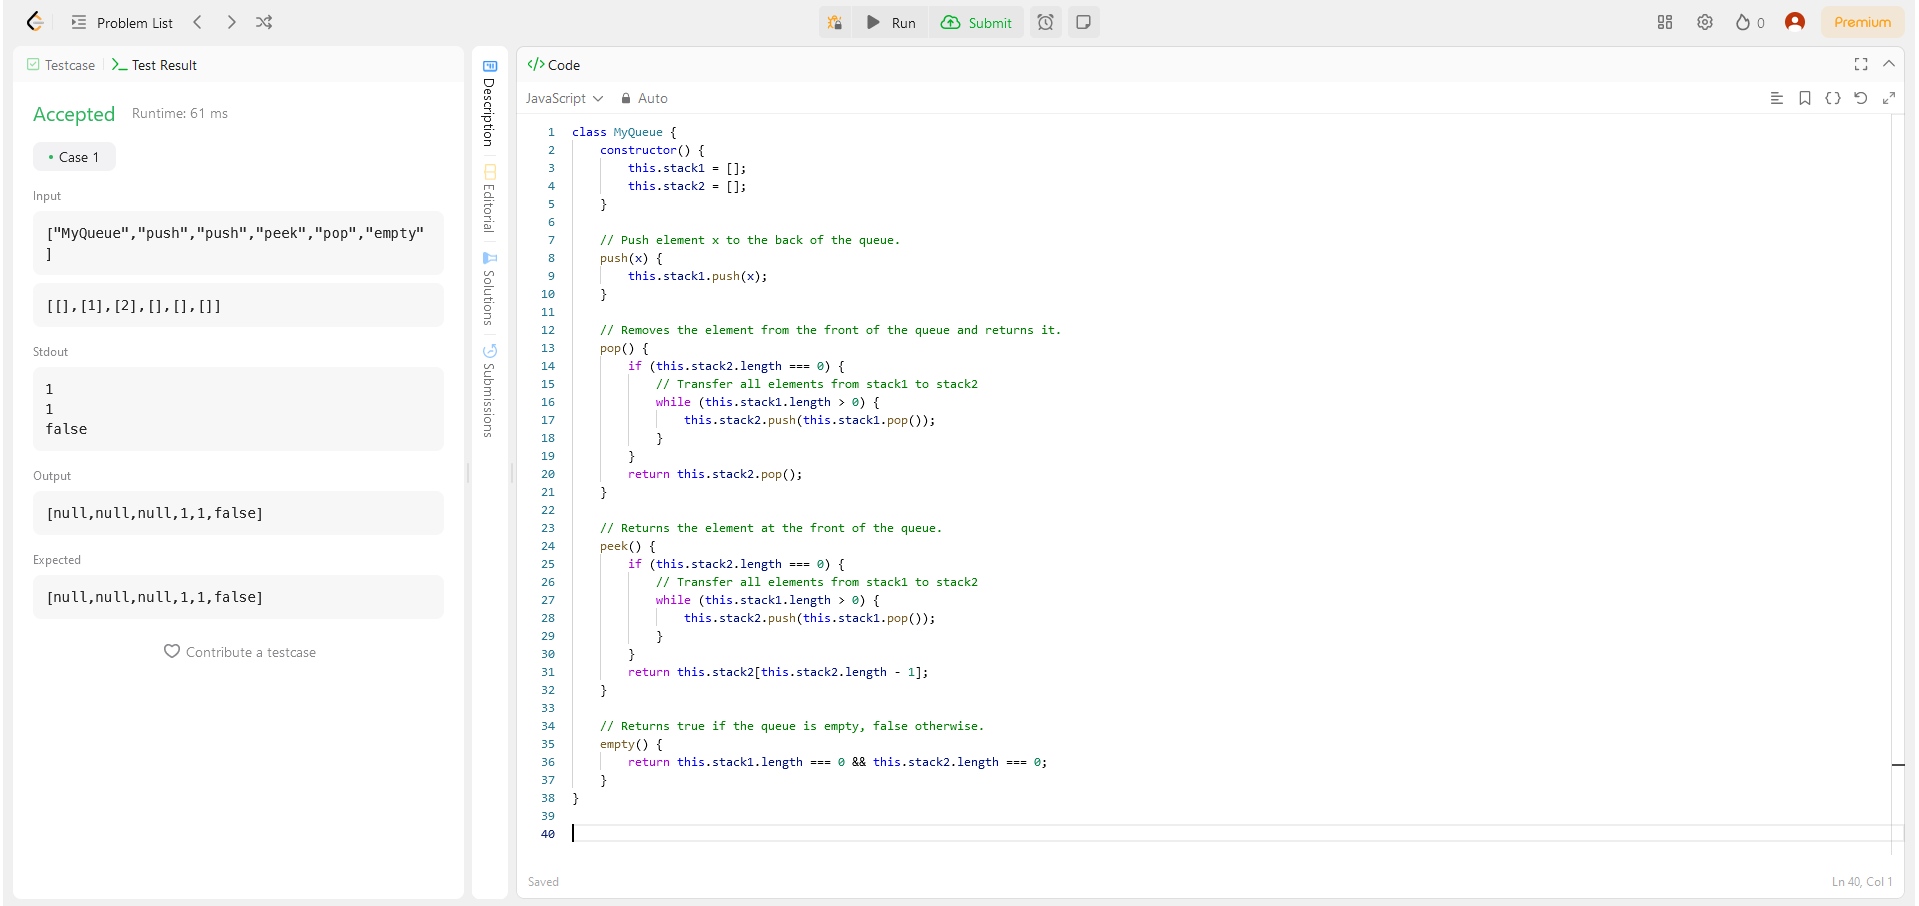 Problem List
Run
Submit
0
Premium
Testcase
Test Result
Accepted
Runtime: 61 ms
Case 1
Input
["MyQueue","push","push","peek","pop","empty"
]
[[],[1],[2],[],[],[]]
Stdout
1
1
false
Output
[null,null,null,1,1,false]
Expected
[null,null,null,1,1,false]
Contribute a testcase
Description
Editorial
Solutions
Submissions
</> Code
JavaScript
Auto
1 class MyQueue {
2 constructor() {
3 this.stack1 = [];
4 this.stack2 = [];
5 }
6
7 // Push element x to the back of the queue.
8 push(x) {
9 this.stack1.push(x);
10 }
11
12 // Removes the element from the front of the queue and returns it.
13 pop() {
14 if (this.stack2.length === 0) {
15 // Transfer all elements from stack1 to stack2
16 while (this.stack1.length > 0) {
17 this.stack2.push(this.stack1.pop());
18 }
19 }
20 return this.stack2.pop();
21 }
22
23 // Returns the element at the front of the queue.
24 peek() {
25 if (this.stack2.length === 0) {
26 // Transfer all elements from stack1 to stack2
27 while (this.stack1.length > 0) {
28 this.stack2.push(this.stack1.pop());
29 }
30 }
31 return this.stack2[this.stack2.length - 1];
32 }
33
34 // Returns true if the queue is empty, false otherwise.
35 empty() {
36 return this.stack1.length === 0 && this.stack2.length === 0;
37 }
38 }
39
40
Saved
Ln 40, Col 1